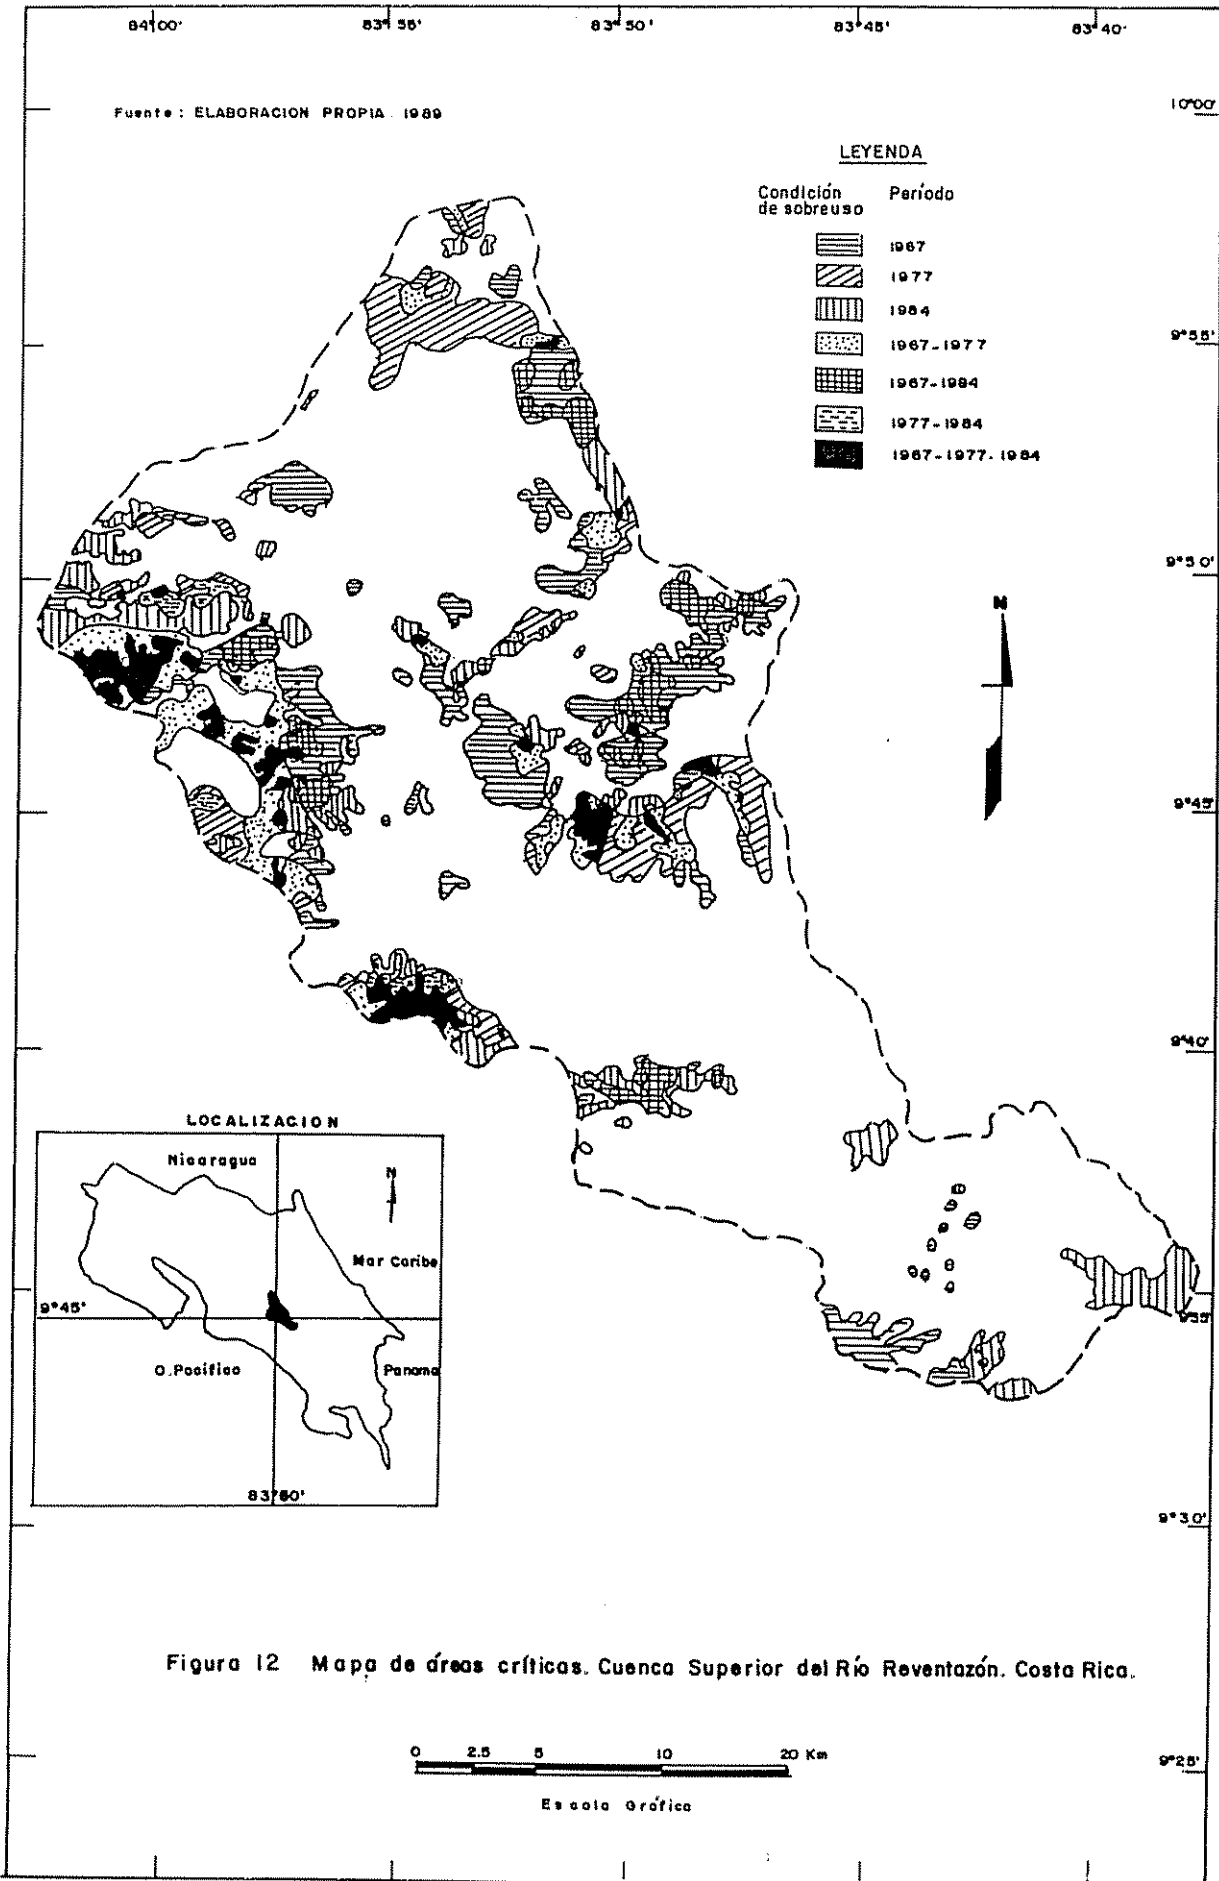 84°00' 83°55' 83°50' 83°45' 83°40'
Fuente: ELABORACION PROPIA 1989
10°00'
LEYENDA
Condición de sobreuso Período
1967
1977
1984
1967-1977
1967-1984
1977-1984
1967-1977-1984
9°55'
9°50'
N
9°45'
9°40'
LOCALIZACION
Nicaragua
N
Mar Caribe
9°45'
O. Pacifico
Panama
83°50'
9°35'
9°30'
Figura 12 Mapa de áreas críticas. Cuenca Superior del Río Reventazón. Costa Rica.
0 2.5 5 10 20 Km
Escala Gráfica
9°25'